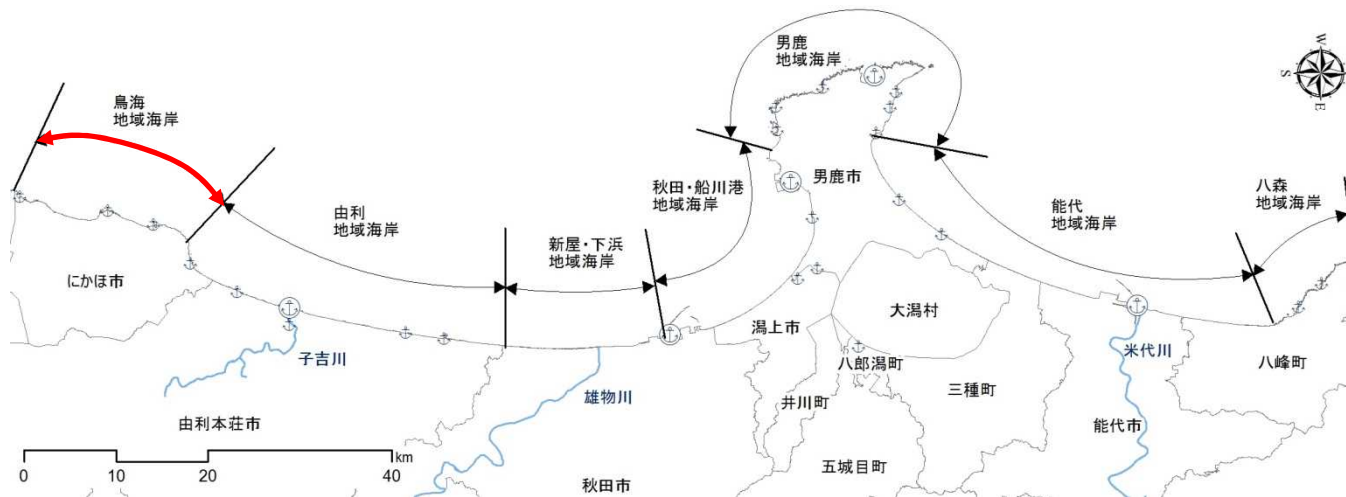 鳥海
地域海岸
由利
地域海岸
新屋・下浜
地域海岸
秋田・船川港
地域海岸
男鹿
地域海岸
能代
地域海岸
八森
地域海岸
W
S
N
E
にかほ市
由利本荘市
子吉川
雄物川
秋田市
男鹿市
潟上市
大潟村
八郎潟町
井川町
五城目町
三種町
能代市
米代川
八峰町
km
0
10
20
40